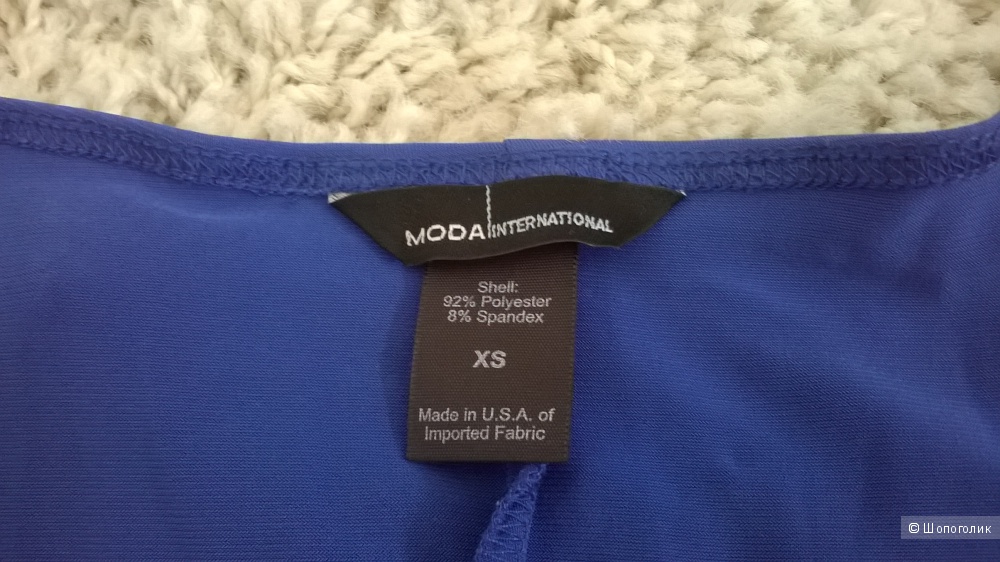 MODA INTERNATIONAL
Shell:
92% Polyester
8% Spandex
XS
Made in U.S.A. of
Imported Fabric
© Шопоголик